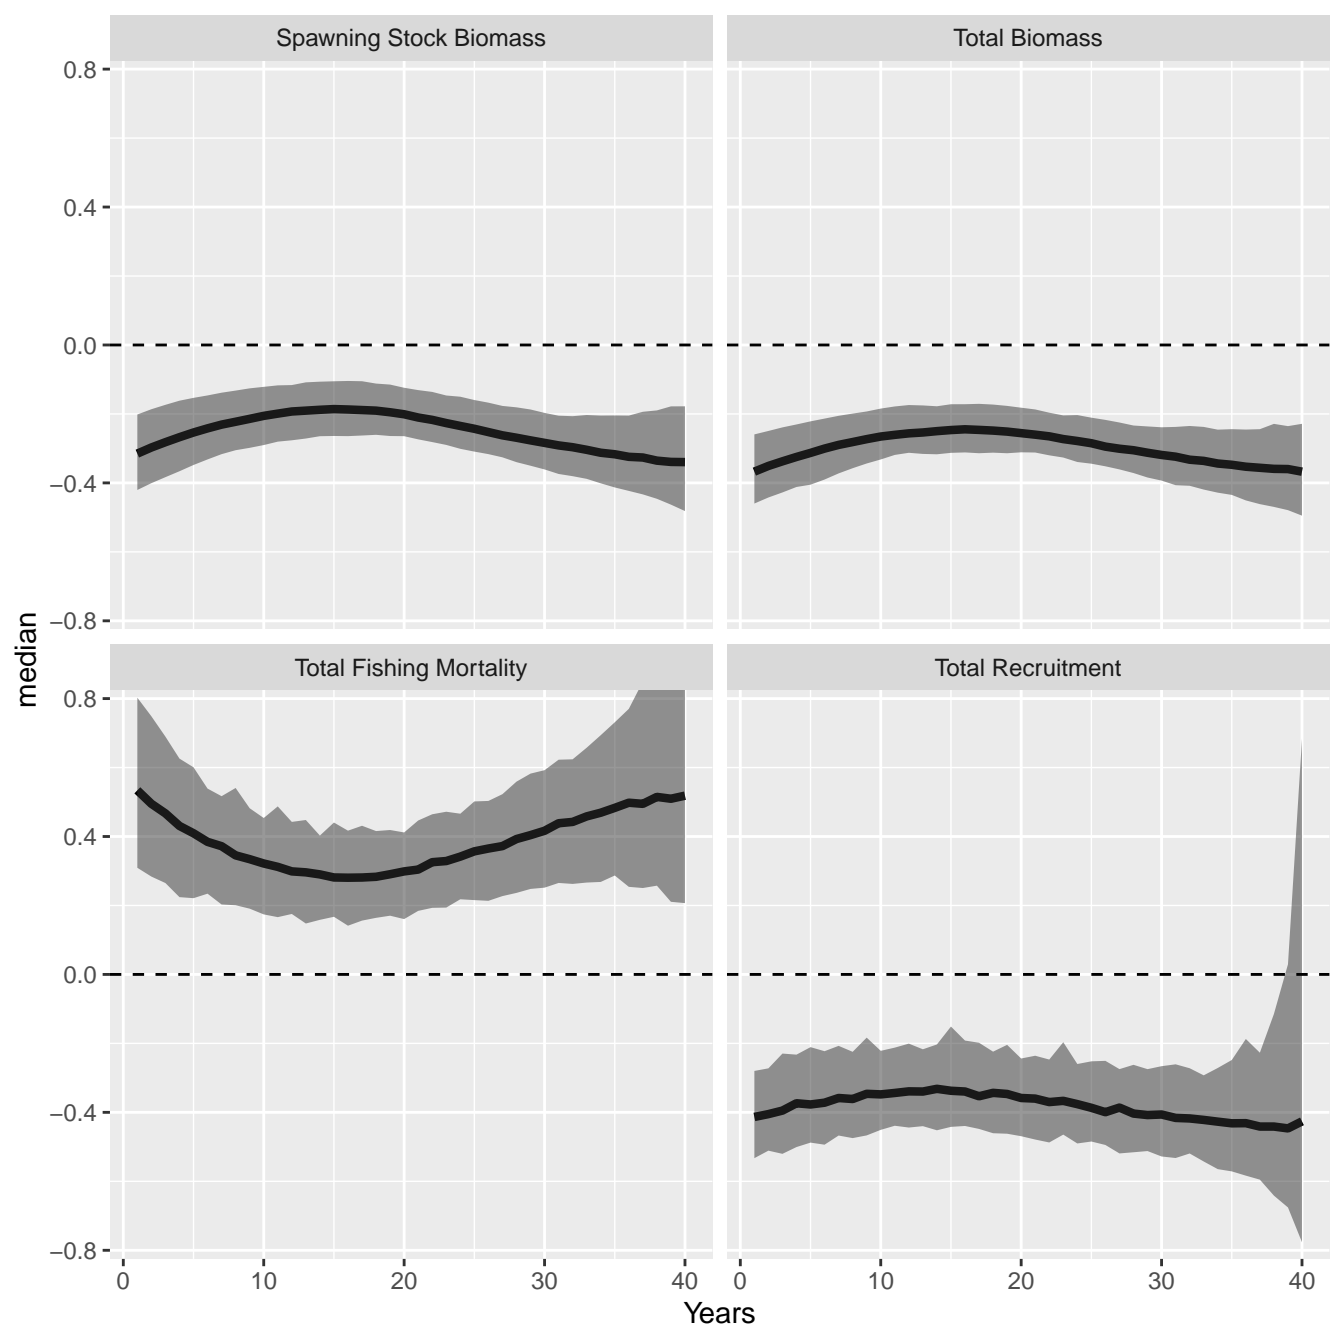 Spawning Stock Biomass
Total Biomass
0.8
0.4
0.0
−0.4
−0.8
Total Fishing Mortality
Total Recruitment
0.8
0.4
0.0
−0.4
−0.8
median
0 10 20 30 40
0 10 20 30 40
Years